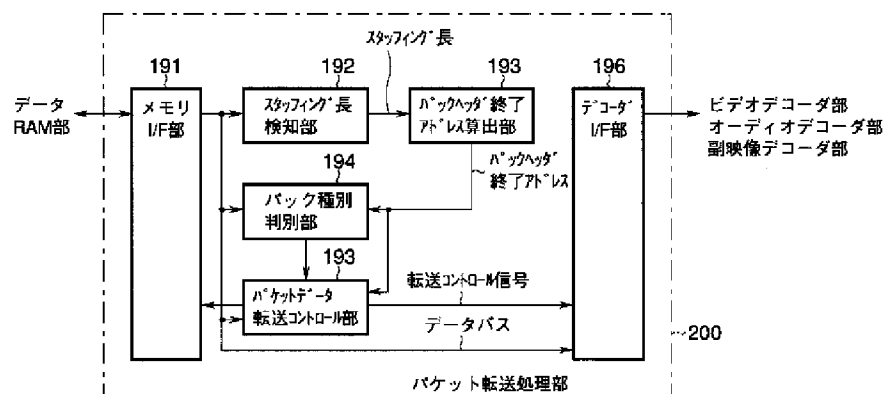 スタッフィング長
191
192
193
196
データ
RAM部
メモリ
I/F部
スタッフィング長
検知部
パックヘッダ終了
アドレス算出部
デコーダ
I/F部
ビデオデコーダ部
オーディオデコーダ部
副映像デコーダ部
パックヘッダ
終了アドレス
194
パック種別
判別部
193
パケットデータ
転送コントロール部
転送コントロール信号
データバス
200
パケット転送処理部